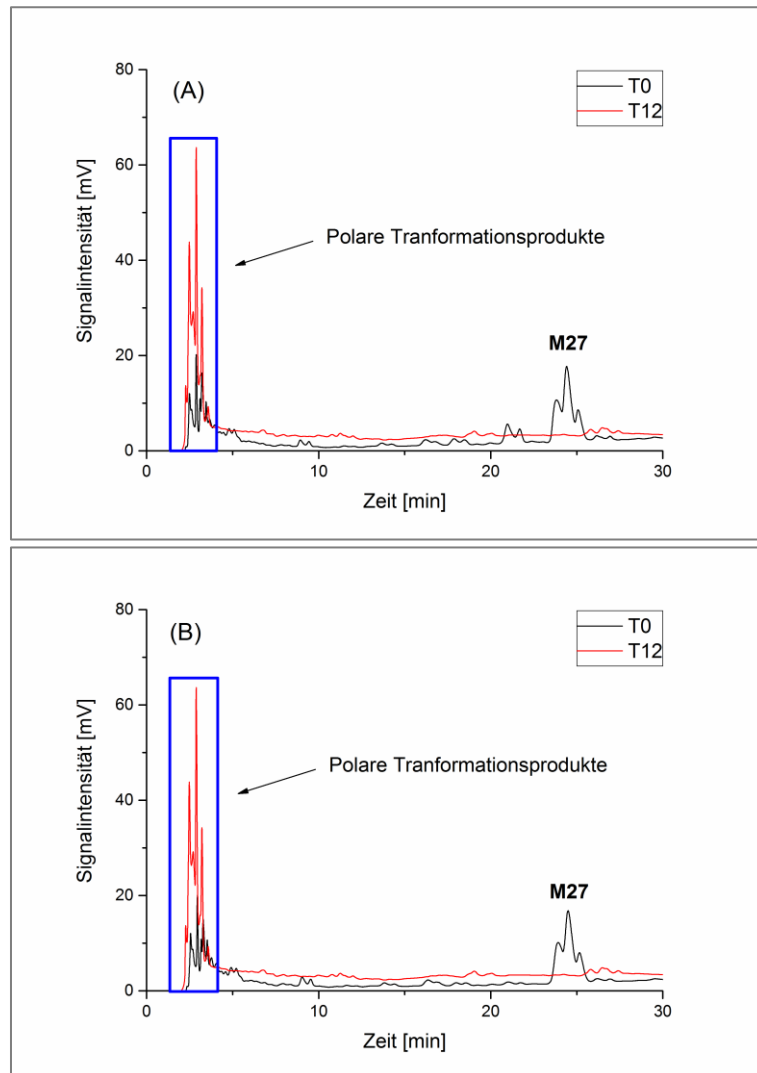 80
(A)
T0
T12
60
Polare Tranformationsprodukte
40
M27
20
0
0 10 20 30
Signalintensität [mV]
Zeit [min]
80
(B)
T0
T12
60
Polare Tranformationsprodukte
40
M27
20
0
0 10 20 30
Signalintensität [mV]
Zeit [min]